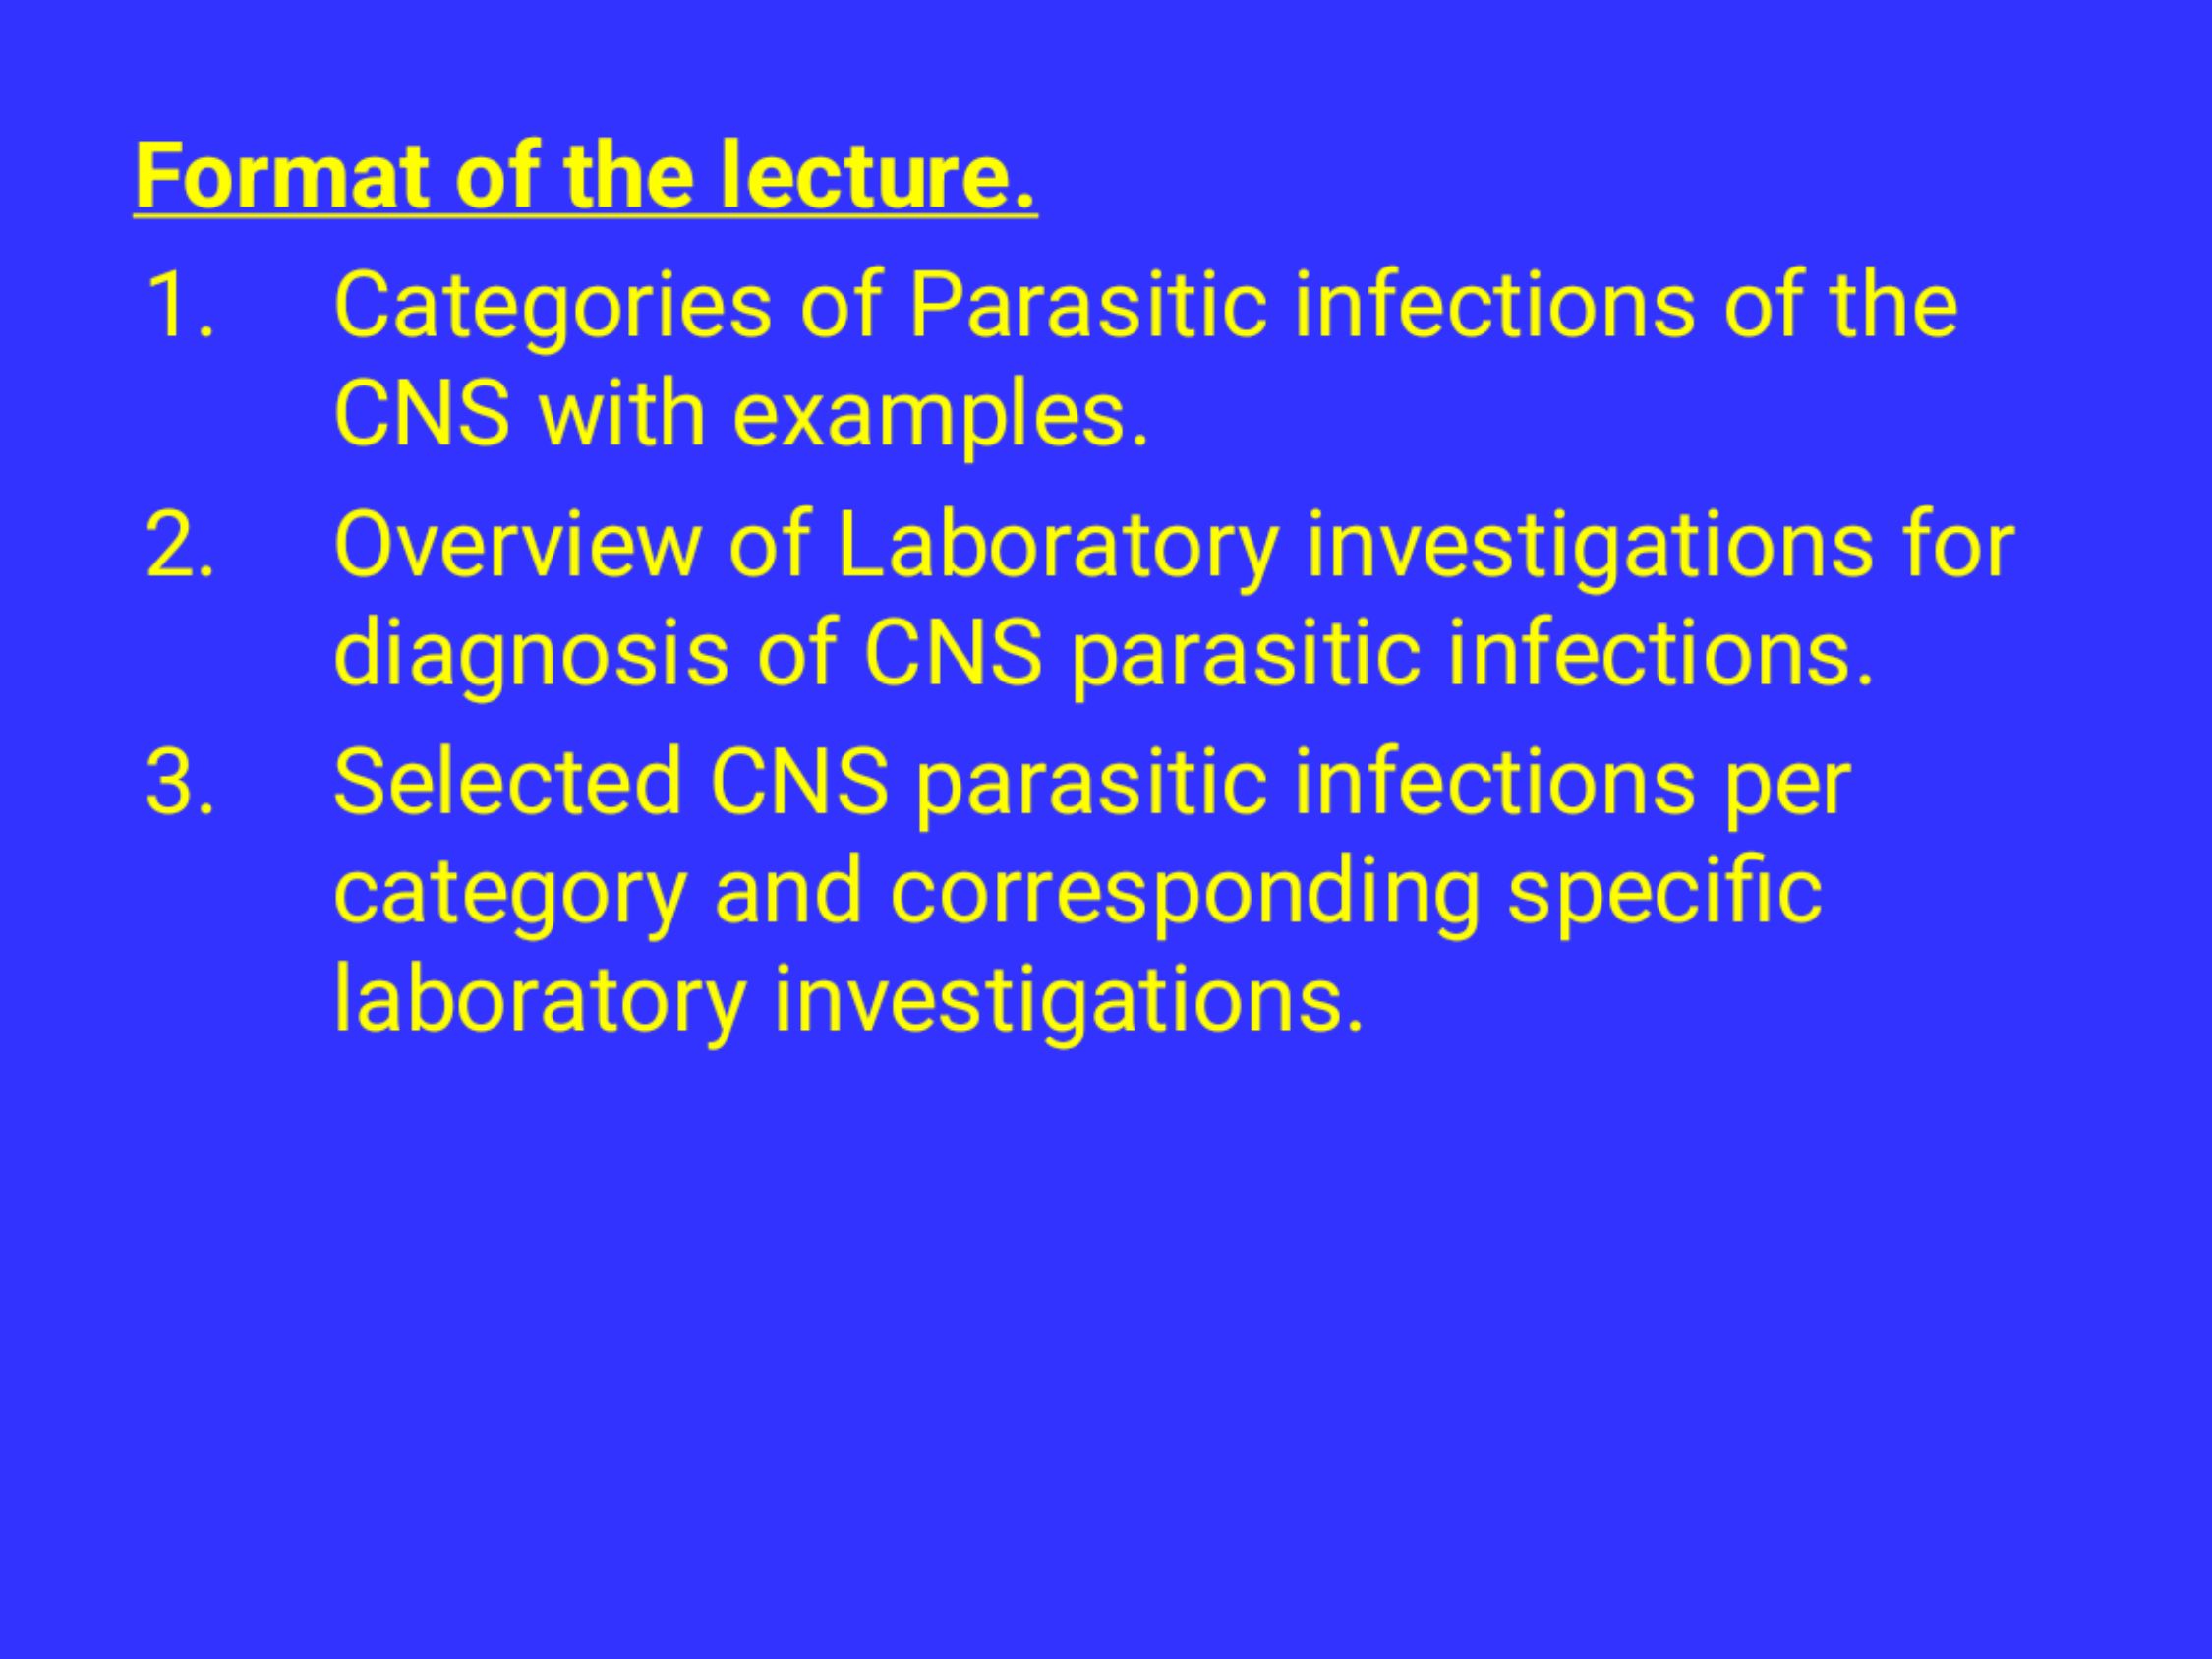 Format of the lecture.
1. Categories of Parasitic infections of the
CNS with examples.
2. Overview of Laboratory investigations for
diagnosis of CNS parasitic infections.
3. Selected CNS parasitic infections per
category and corresponding specific
laboratory investigations.